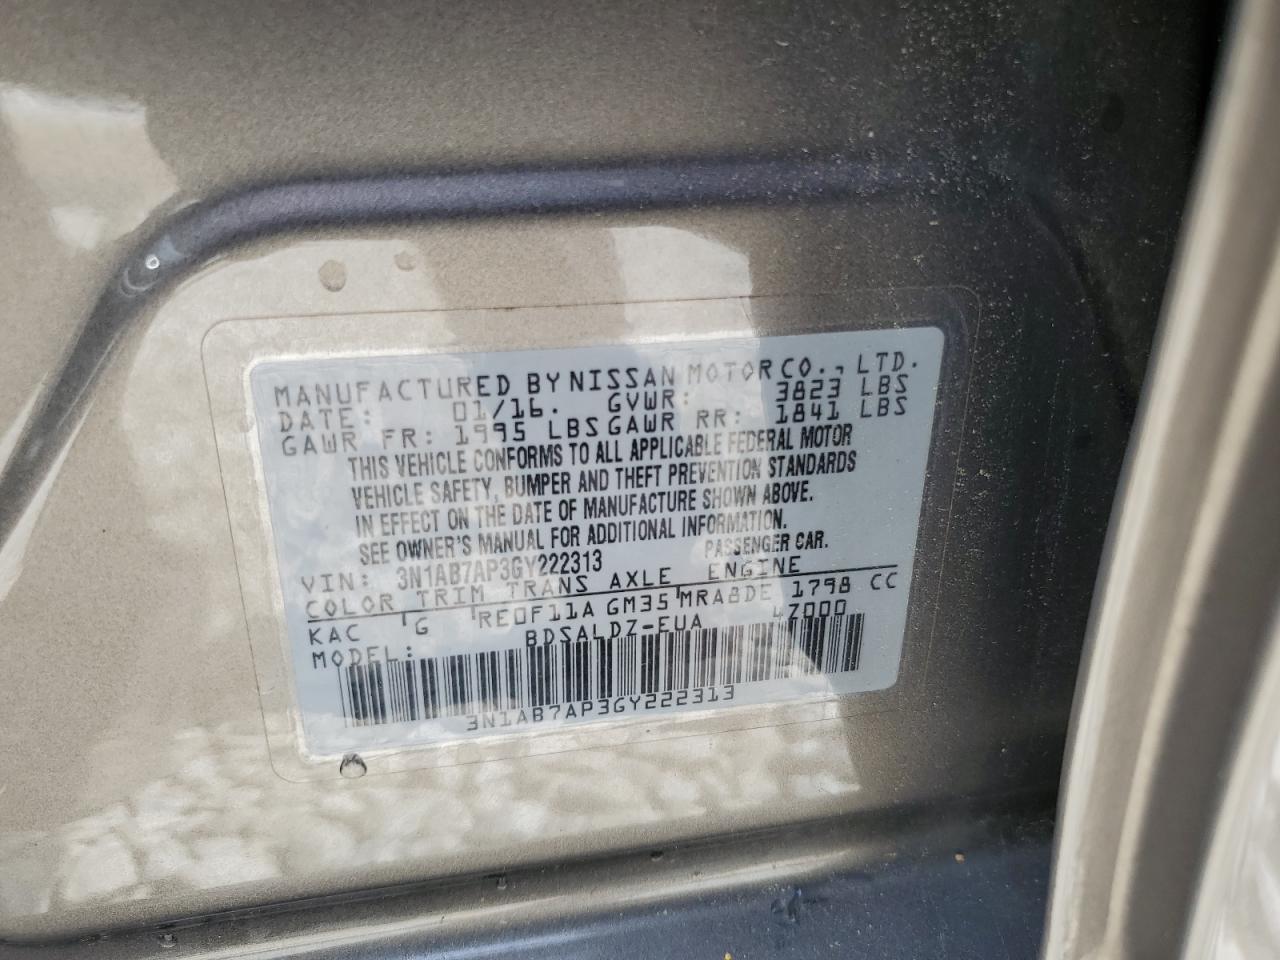 MANUFACTURED BY NISSAN MOTOR CO., LTD.
DATE: 01/16. GVWR: 3823 LBS
GAWR FR: 1995 LBS GAWR RR: 1841 LBS
THIS VEHICLE CONFORMS TO ALL APPLICABLE FEDERAL MOTOR
VEHICLE SAFETY, BUMPER AND THEFT PREVENTION STANDARDS
IN EFFECT ON THE DATE OF MANUFACTURE SHOWN ABOVE.
SEE OWNER'S MANUAL FOR ADDITIONAL INFORMATION.
VIN: 3N1AB7AP3GY222313 PASSENGER CAR.
COLOR TRIM TRANS AXLE ENGINE
KAC G RE0F11A GM35 MRA8DE 1798 CC
MODEL: BDSALDZ-EUA 4Z000
3N1AB7AP3GY222313